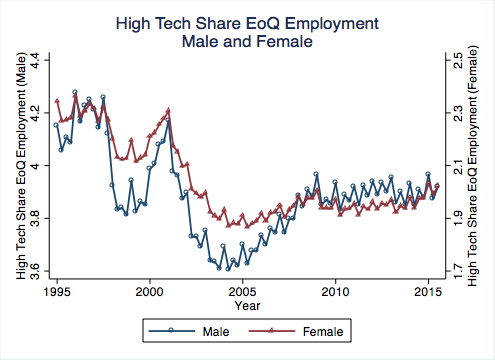 High Tech Share EoQ Employment
Male and Female
High Tech Share EoQ Employment (Male)
4.4
4.2
4
3.8
3.6
High Tech Share EoQ Employment (Female)
2.5
2.3
2.1
1.9
1.7
1995 2000 2005 2010 2015
Year
Male Female